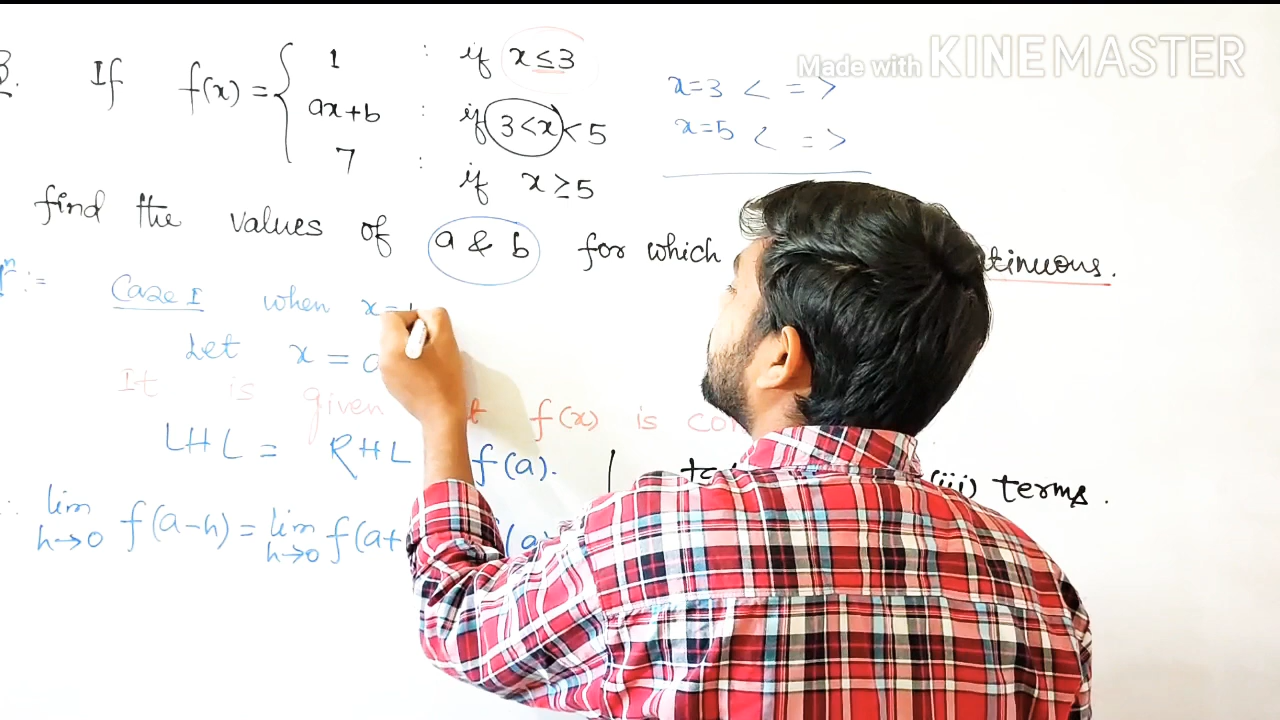 Made with KINEMASTER
If f(x) = { 1 : if x ≤ 3
ax+b : if 3<x<5
7 : if x ≥ 5
x=3 < = >
x=5 < = >
find the values of a & b for which tinuous.
Case I when x=
Let x =
It is given f(x) is
LHL = RHL f(a).
(iii) terms.
lim h→0 f(a-h) = lim h→0 f(a+